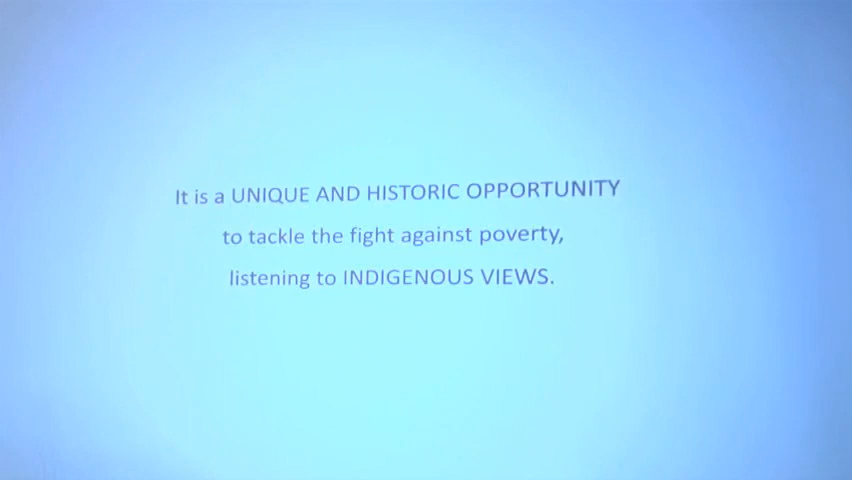 It is a UNIQUE AND HISTORIC OPPORTUNITY
to tackle the fight against poverty,
listening to INDIGENOUS VIEWS.